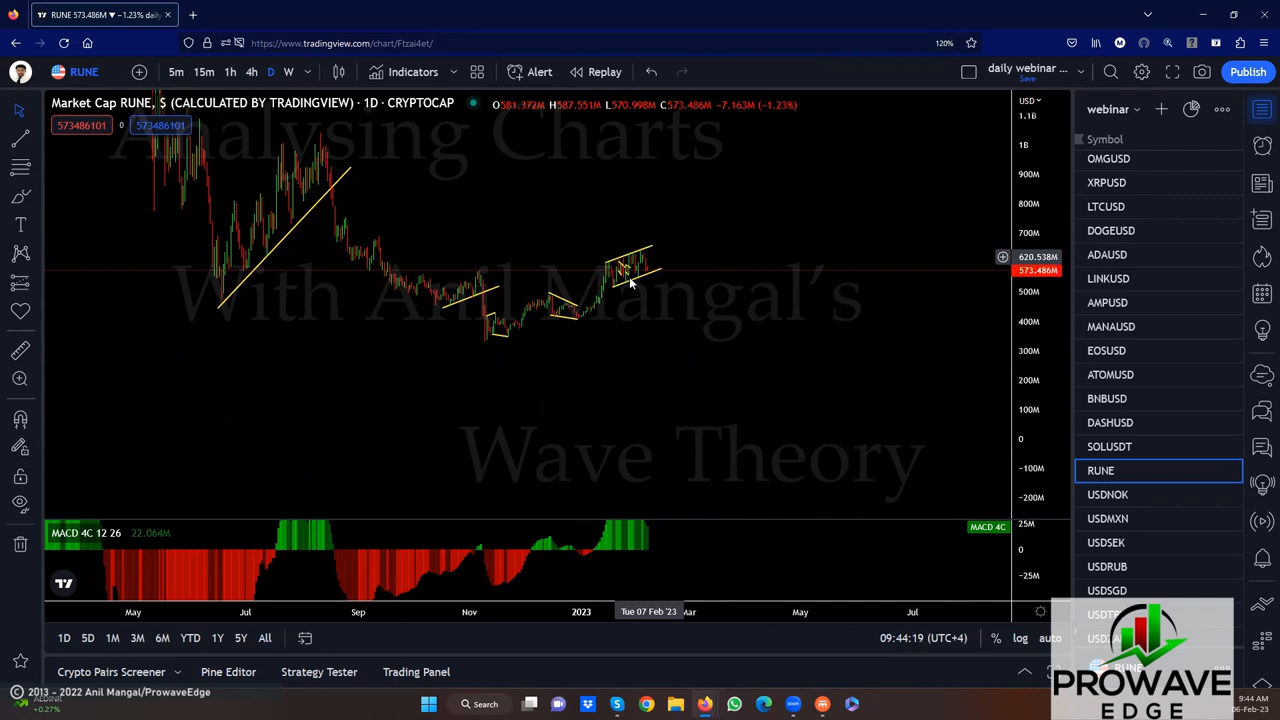 RUNE 573.486M ▼ −1.23% daily
https://www.tradingview.com/chart/Ftzai4et/
120%
RUNE
5m 15m 1h 4h D W
Indicators
Alert
Replay
daily webinar ...
Save
Publish
Market Cap RUNE, $ (CALCULATED BY TRADINGVIEW) · 1D · CRYPTOCAP
O581.372M H587.551M L570.998M C573.486M −7.163M (−1.23%)
573486101 0 573486101
Analysing Charts
With Anil Mangal's
Wave Theory
USD
1.1B
1B
900M
800M
700M
620.538M
573.486M
500M
400M
300M
200M
100M
0
−100M
−200M
webinar
Symbol
OMGUSD
XRPUSD
LTCUSD
DOGEUSD
ADAUSD
LINKUSD
AMPUSD
MANAUSD
EOSUSD
ATOMUSD
BNBUSD
DASHUSD
SOLUSDT
RUNE
USDNOK
USDMXN
USDSEK
USDRUB
USDSGD
MACD 4C 12 26 22.064M
MACD 4C
25M
0
−25M
May Jul Sep Nov 2023 Tue 07 Feb '23 Mar May Jul
1D 5D 1M 3M 6M YTD 1Y 5Y All
09:44:19 (UTC+4)
% log auto
Crypto Pairs Screener
Pine Editor
Strategy Tester
Trading Panel
© 2013 - 2022 Anil Mangal/ProwaveEdge
+0.27%
Search
PROWAVE
EDGE
9:44 AM
06-Feb-23